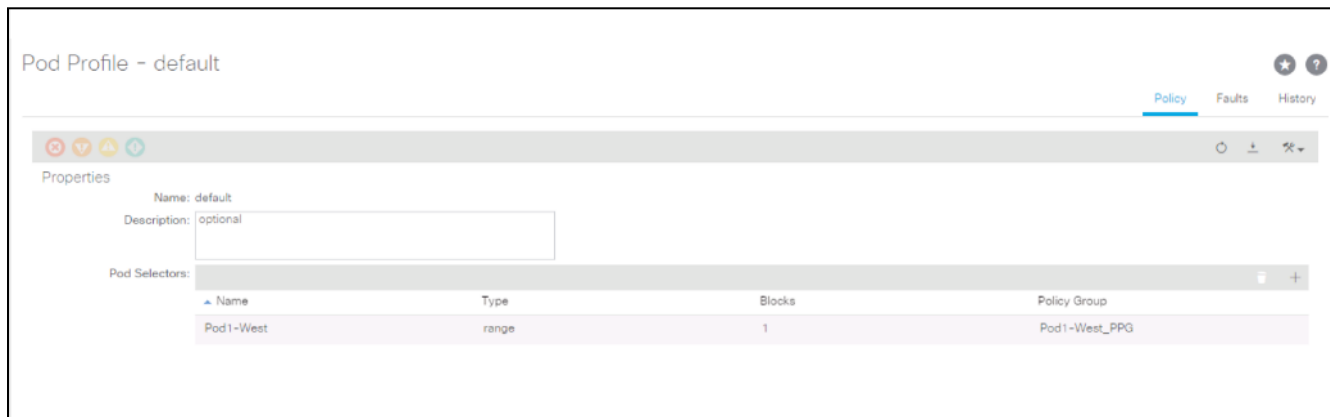 Pod Profile - default
Policy Faults History
Properties
Name: default
Description: optional
Pod Selectors:
Name Type Blocks Policy Group
Pod1-West range 1 Pod1-West_PPG